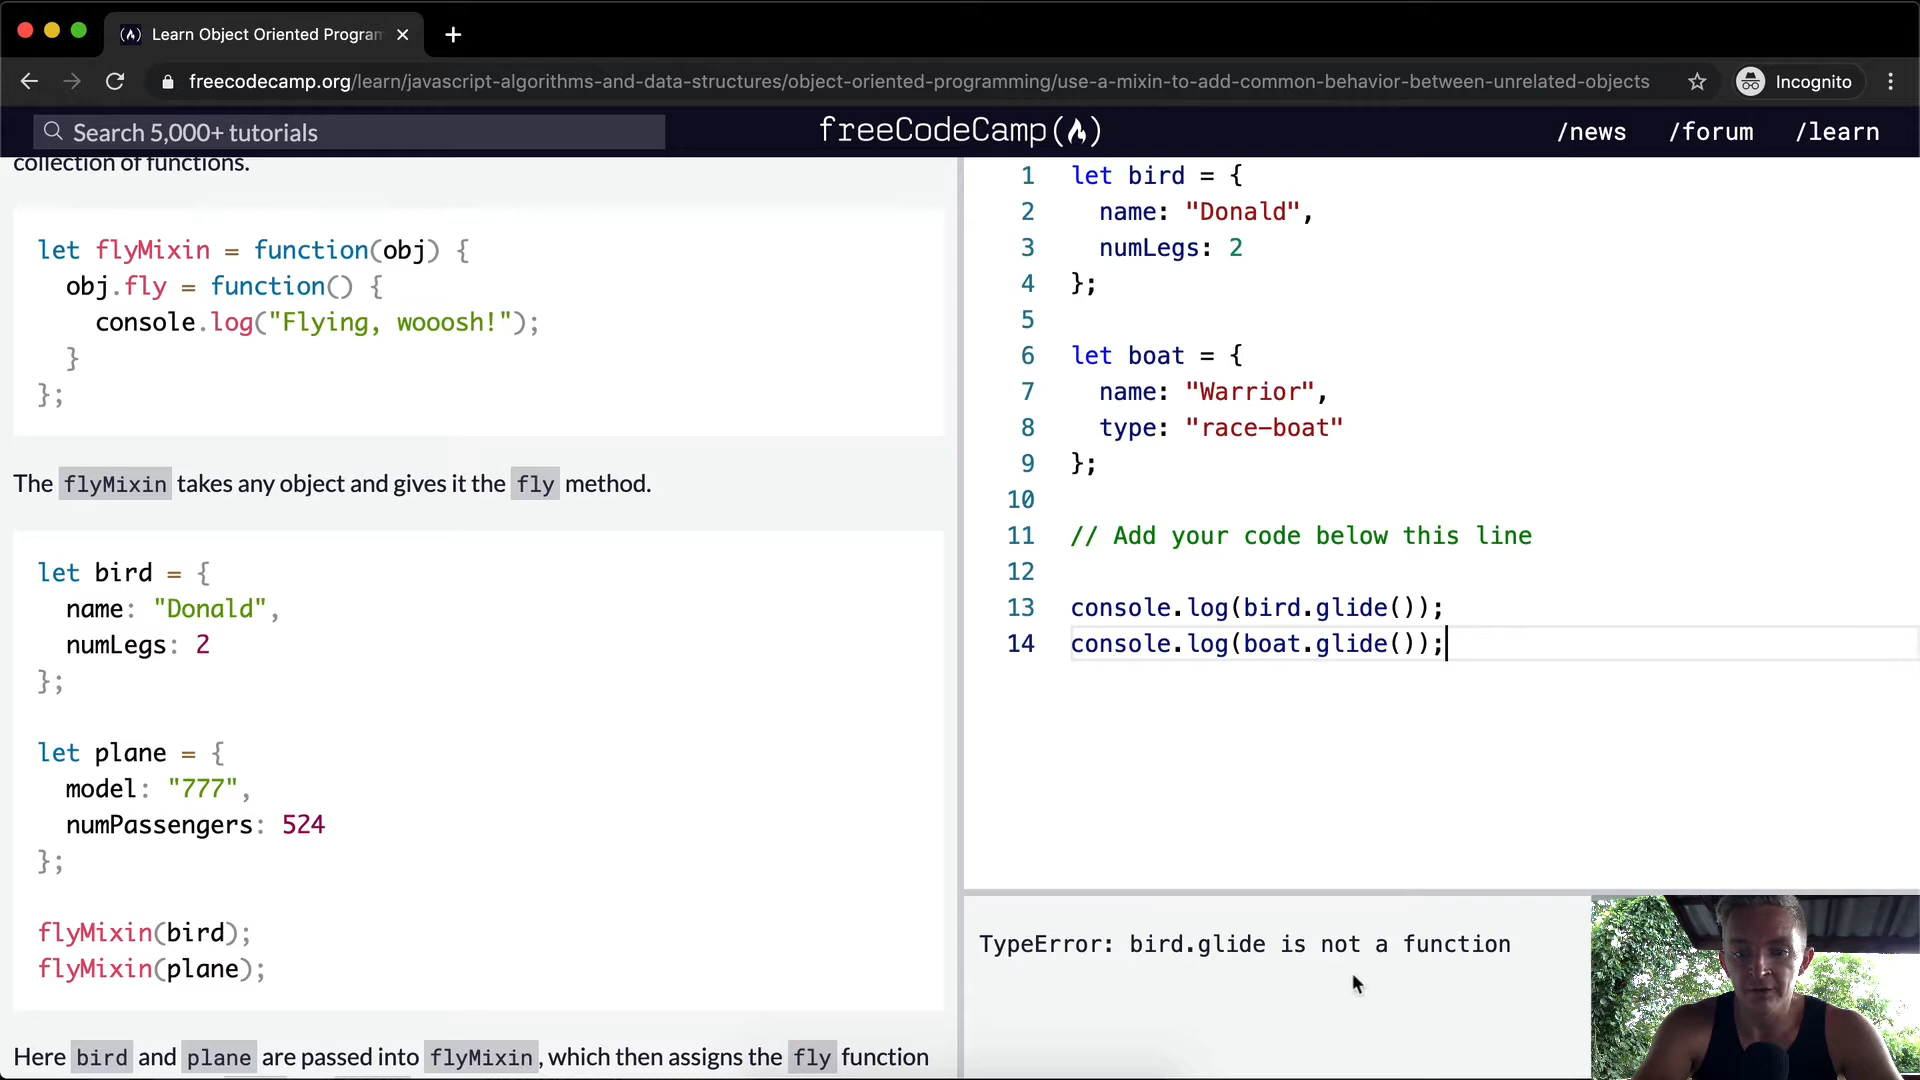 Learn Object Oriented Program
freecodecamp.org/learn/javascript-algorithms-and-data-structures/object-oriented-programming/use-a-mixin-to-add-common-behavior-between-unrelated-objects
Incognito
Search 5,000+ tutorials
freeCodeCamp
/news
/forum
/learn
collection of functions.
let flyMixin = function(obj) {
  obj.fly = function() {
    console.log("Flying, wooosh!");
  }
};
The flyMixin takes any object and gives it the fly method.
let bird = {
  name: "Donald",
  numLegs: 2
};
let plane = {
  model: "777",
  numPassengers: 524
};
flyMixin(bird);
flyMixin(plane);
Here bird and plane are passed into flyMixin, which then assigns the fly function
1 let bird = {
2   name: "Donald",
3   numLegs: 2
4 };
5
6 let boat = {
7   name: "Warrior",
8   type: "race-boat"
9 };
10
11 // Add your code below this line
12
13 console.log(bird.glide());
14 console.log(boat.glide());
TypeError: bird.glide is not a function